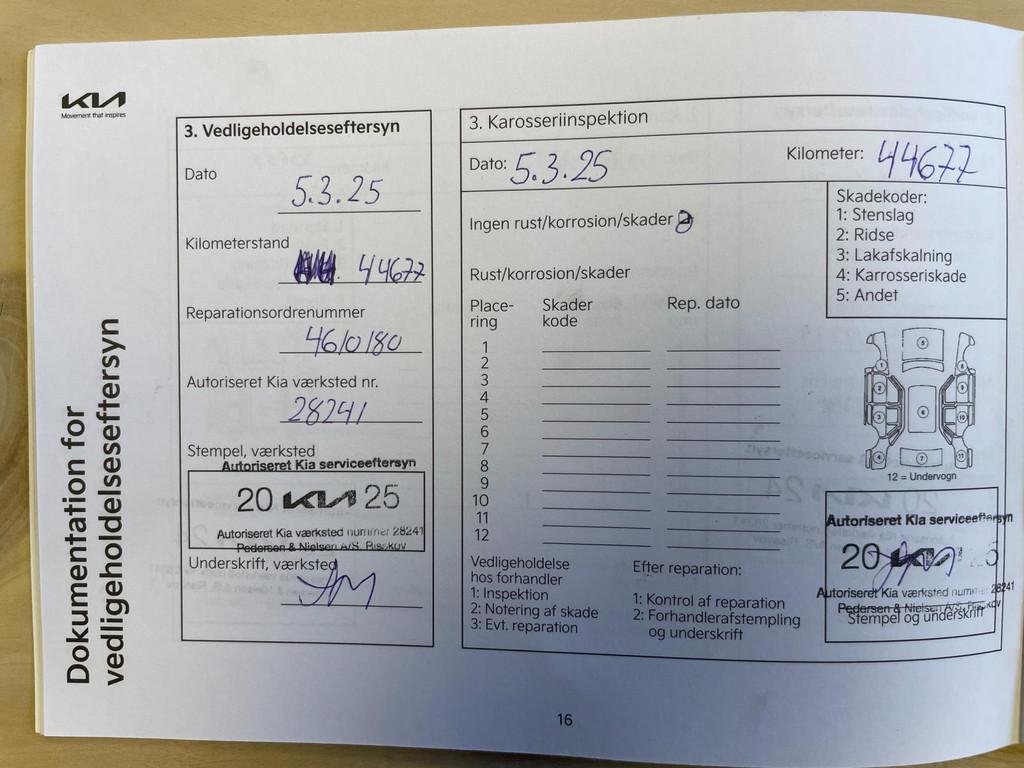 KIA
Movement that inspires
Dokumentation for
vedligeholdelseseftersyn
3. Vedligeholdelseseftersyn
Dato
5.3.25
Kilometerstand
44677
Reparationsordrenummer
4610180
Autoriseret Kia værksted nr.
28241
Stempel, værksted
Autoriseret Kia serviceeftersyn
20 KIA 25
Autoriseret Kia værksted nummer 28241
Pedersen & Nielsen A/S. Risskov
Underskrift, værksted
3. Karosseriinspektion
Dato: 5.3.25
Kilometer: 44677
Ingen rust/korrosion/skader
Rust/korrosion/skader
Skadekoder:
1: Stenslag
2: Ridse
3: Lakafskalning
4: Karrosseriskade
5: Andet
Place-
ring
Skader
kode
Rep. dato
1
2
3
4
5
6
7
8
9
10
11
12
12 = Undervogn
Vedligeholdelse
hos forhandler
1: Inspektion
2: Notering af skade
3: Evt. reparation
Efter reparation:
1: Kontrol af reparation
2: Forhandlerafstempling
og underskrift
Autoriseret Kia serviceeftersyn
20 KIA
Autoriseret Kia værksted nummer 28241
Pedersen & Nielsen A/S. Risskov
Stempel og underskrift
16